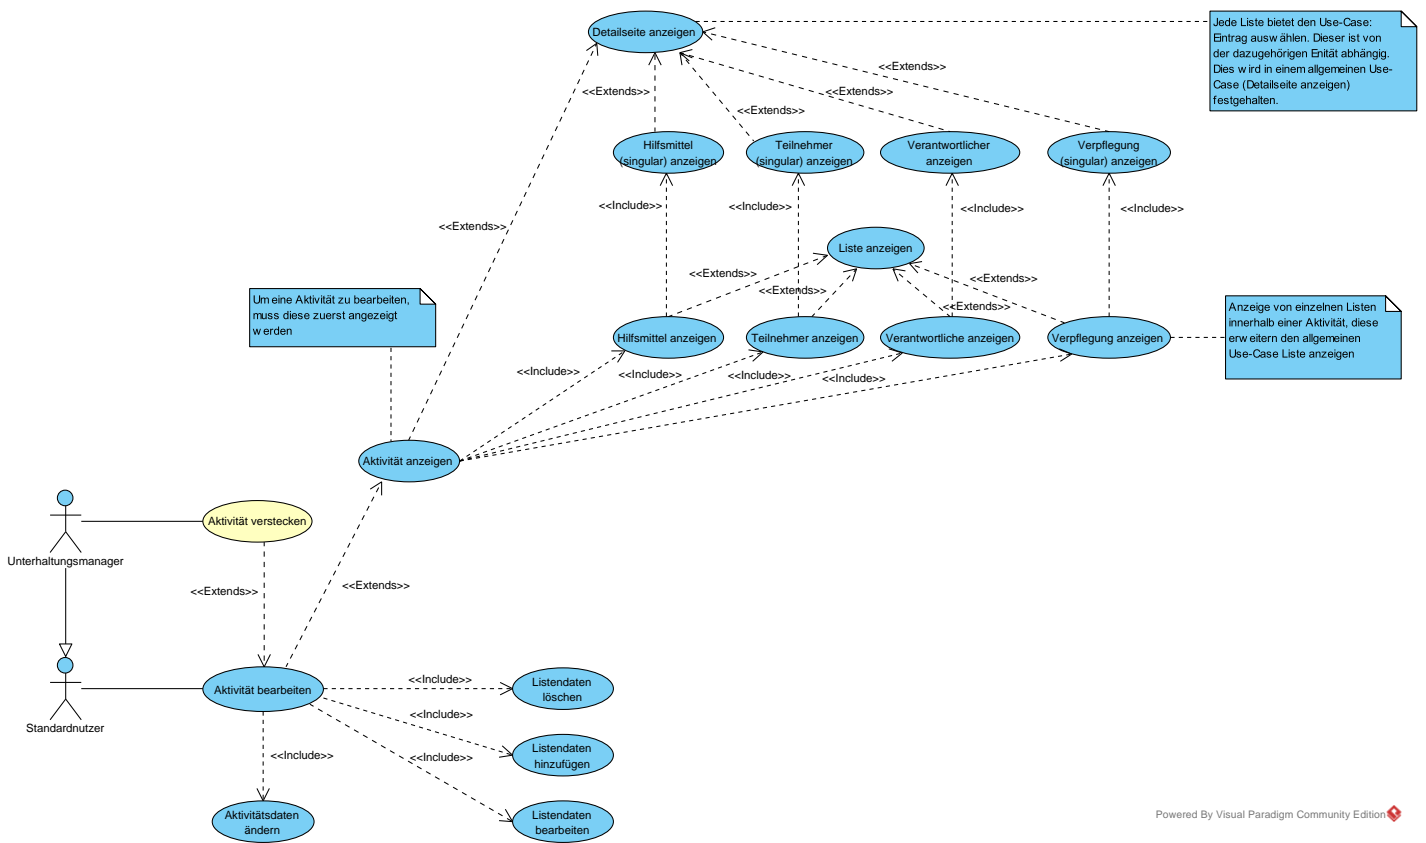 Detailseite anzeigen
Jede Liste bietet den Use-Case:
Eintrag auswählen. Dieser ist von
der dazugehörigen Enität abhängig.
Dies wird in einem allgemeinen Use-
Case (Detailseite anzeigen)
festgehalten.
<<Extends>>
<<Extends>>
<<Extends>>
<<Extends>>
Hilfsmittel
(singular) anzeigen
Teilnehmer
(singular) anzeigen
Verantwortlicher
anzeigen
Verpflegung
(singular) anzeigen
<<Include>>
<<Include>>
<<Include>>
<<Include>>
<<Extends>>
Liste anzeigen
<<Extends>>
<<Extends>>
<<Extends>>
<<Extends>>
Um eine Aktivität zu bearbeiten,
muss diese zuerst angezeigt
werden
Hilfsmittel anzeigen
Teilnehmer anzeigen
Verantwortliche anzeigen
Verpflegung anzeigen
Anzeige von einzelnen Listen
innerhalb einer Aktivität, diese
erweitern den allgemeinen
Use-Case Liste anzeigen
<<Include>>
<<Include>>
<<Include>>
<<Include>>
Aktivität anzeigen
Aktivität verstecken
Unterhaltungsmanager
<<Extends>>
<<Extends>>
Aktivität bearbeiten
Standardnutzer
<<Include>>
<<Include>>
<<Include>>
<<Include>>
Listendaten
löschen
Listendaten
hinzufügen
Listendaten
bearbeiten
Aktivitätsdaten
ändern
Powered By Visual Paradigm Community Edition